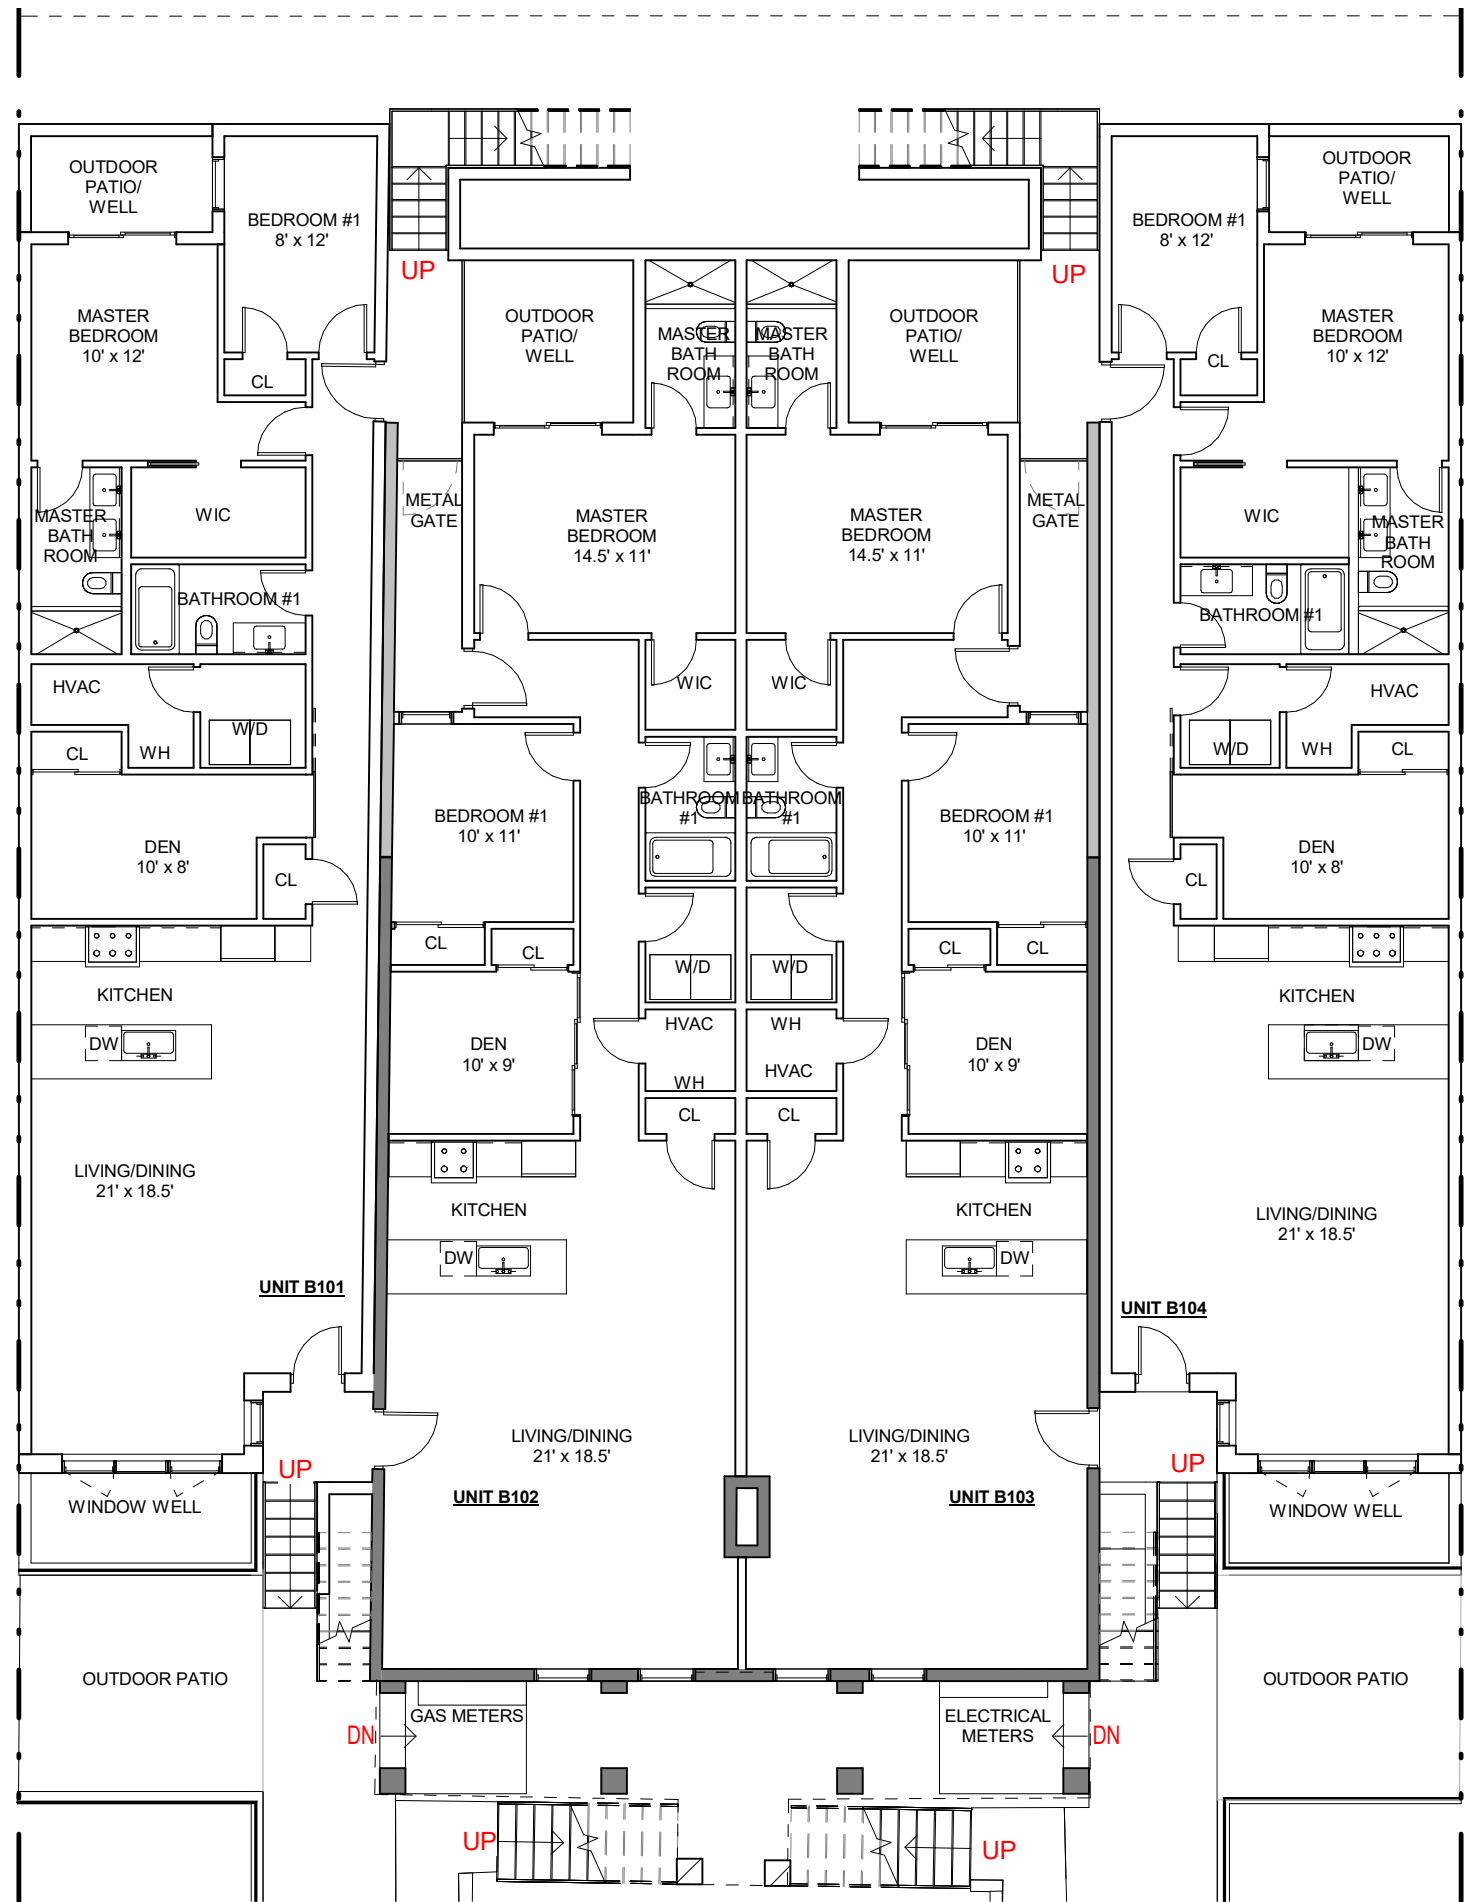 OUTDOOR
PATIO/
WELL
BEDROOM #1
8' x 12'
UP
MASTER
BEDROOM
10' x 12'
CL
OUTDOOR
PATIO/
WELL
MASTER
BATH
ROOM
MASTER
BATH
ROOM
OUTDOOR
PATIO/
WELL
UP
BEDROOM #1
8' x 12'
OUTDOOR
PATIO/
WELL
MASTER
BEDROOM
10' x 12'
CL
WIC
MASTER
BATH
ROOM
BATHROOM #1
METAL
GATE
MASTER
BEDROOM
14.5' x 11'
MASTER
BEDROOM
14.5' x 11'
METAL
GATE
WIC
MASTER
BATH
ROOM
BATHROOM #1
HVAC
W/D
WH
CL
WIC
WIC
HVAC
W/D
WH
CL
DEN
10' x 8'
CL
BEDROOM #1
10' x 11'
BATHROOM
#1
BATHROOM
#1
BEDROOM #1
10' x 11'
DEN
10' x 8'
CL
CL
CL
W/D
W/D
CL
CL
KITCHEN
DW
DEN
10' x 9'
HVAC
WH
WH
HVAC
DEN
10' x 9'
KITCHEN
DW
CL
CL
LIVING/DINING
21' x 18.5'
KITCHEN
DW
KITCHEN
DW
LIVING/DINING
21' x 18.5'
UNIT B101
UNIT B104
LIVING/DINING
21' x 18.5'
LIVING/DINING
21' x 18.5'
UP
UP
UNIT B102
UNIT B103
WINDOW WELL
WINDOW WELL
OUTDOOR PATIO
OUTDOOR PATIO
GAS METERS
ELECTRICAL
METERS
DN
DN
UP
UP